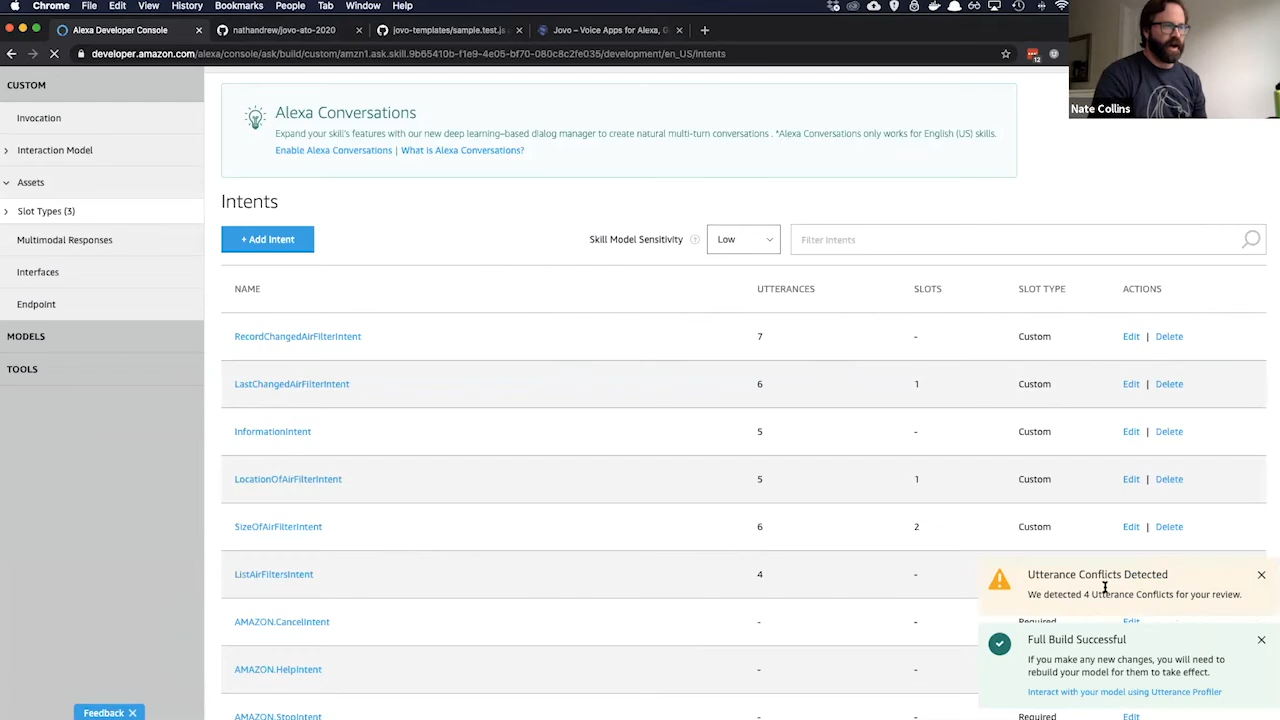 Chrome File Edit View History Bookmarks People Tab Window Help
Alexa Developer Console
nathandrew/jovo-ato-2020
jovo-templates/sample.test.js
Jovo – Voice Apps for Alexa, G
developer.amazon.com/alexa/console/ask/build/custom/amzn1.ask.skill.9b65410b-f1e9-4e05-bf70-080c8c2fe035/development/en_US/intents
12
Nate Collins
CUSTOM
Invocation
Interaction Model
Assets
Slot Types (3)
Multimodal Responses
Interfaces
Endpoint
MODELS
TOOLS
Feedback
Alexa Conversations
Expand your skill's features with our new deep learning–based dialog manager to create natural multi-turn conversations . *Alexa Conversations only works for English (US) skills.
Enable Alexa Conversations | What is Alexa Conversations?
Intents
+ Add Intent
Skill Model Sensitivity
Low
Filter Intents
NAME UTTERANCES SLOTS SLOT TYPE ACTIONS
RecordChangedAirFilterIntent 7 - Custom Edit | Delete
LastChangedAirFilterIntent 6 1 Custom Edit | Delete
InformationIntent 5 - Custom Edit | Delete
LocationOfAirFilterIntent 5 1 Custom Edit | Delete
SizeOfAirFilterIntent 6 2 Custom Edit | Delete
ListAirFiltersIntent 4 -
AMAZON.CancelIntent - - Required Edit
AMAZON.HelpIntent - -
AMAZON.StopIntent - - Required Edit
Utterance Conflicts Detected
We detected 4 Utterance Conflicts for your review.
Full Build Successful
If you make any new changes, you will need to
rebuild your model for them to take effect.
Interact with your model using Utterance Profiler